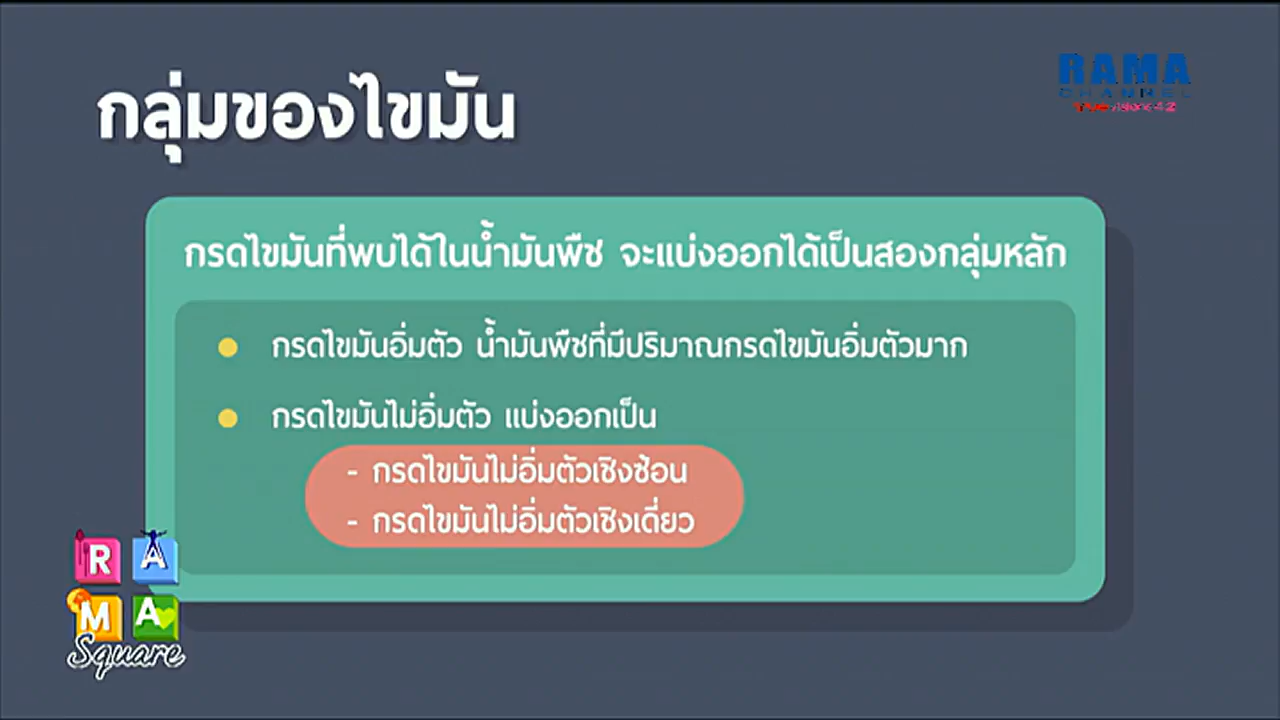 กลุ่มของไขมัน
RAMA
CHANNEL
กรดไขมันที่พบได้ในน้ำมันพืช จะแบ่งออกได้เป็นสองกลุ่มหลัก
กรดไขมันอิ่มตัว น้ำมันพืชที่มีปริมาณกรดไขมันอิ่มตัวมาก
กรดไขมันไม่อิ่มตัว แบ่งออกเป็น
- กรดไขมันไม่อิ่มตัวเชิงซ้อน
- กรดไขมันไม่อิ่มตัวเชิงเดี่ยว
RA
MA
Square